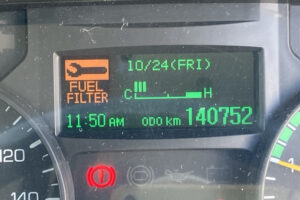 10/24(FRI)
FUEL
FILTER
C H
11:50 AM ODO km 140752
120
140